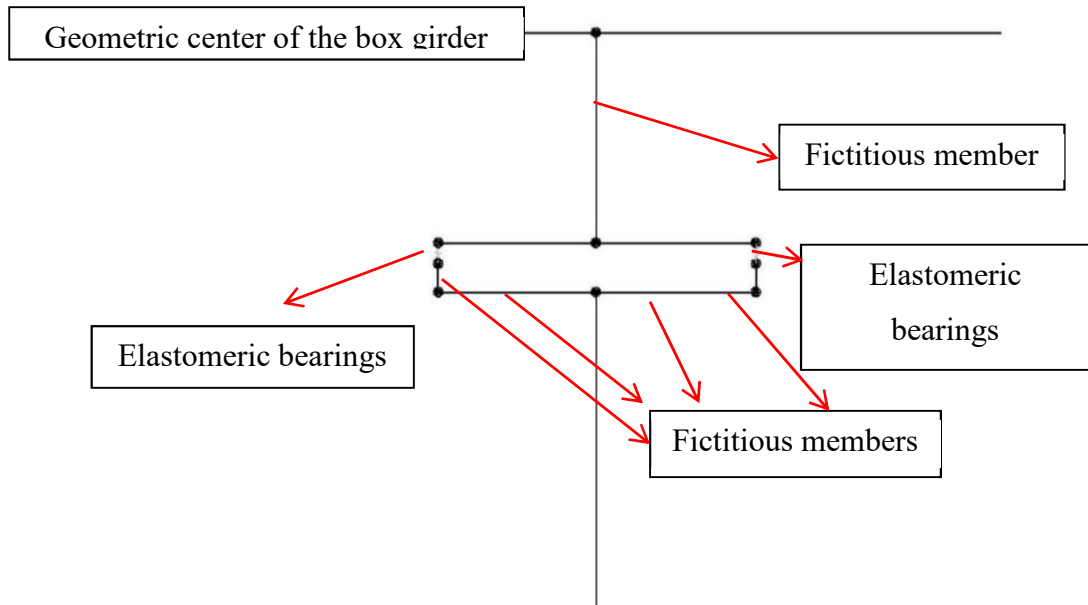 Geometric center of the box girder
Fictitious member
Elastomeric
bearings
Elastomeric bearings
Fictitious members